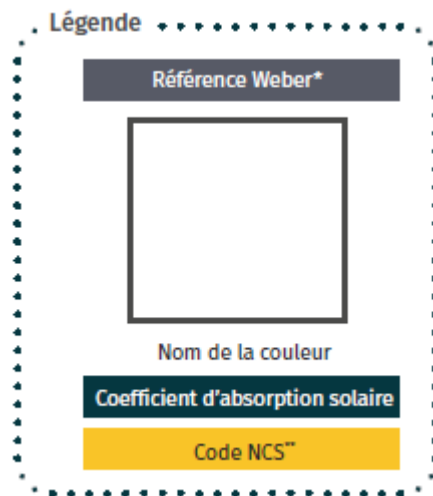 Légende
Référence Weber*
Nom de la couleur
Coefficient d’absorption solaire
Code NCS**